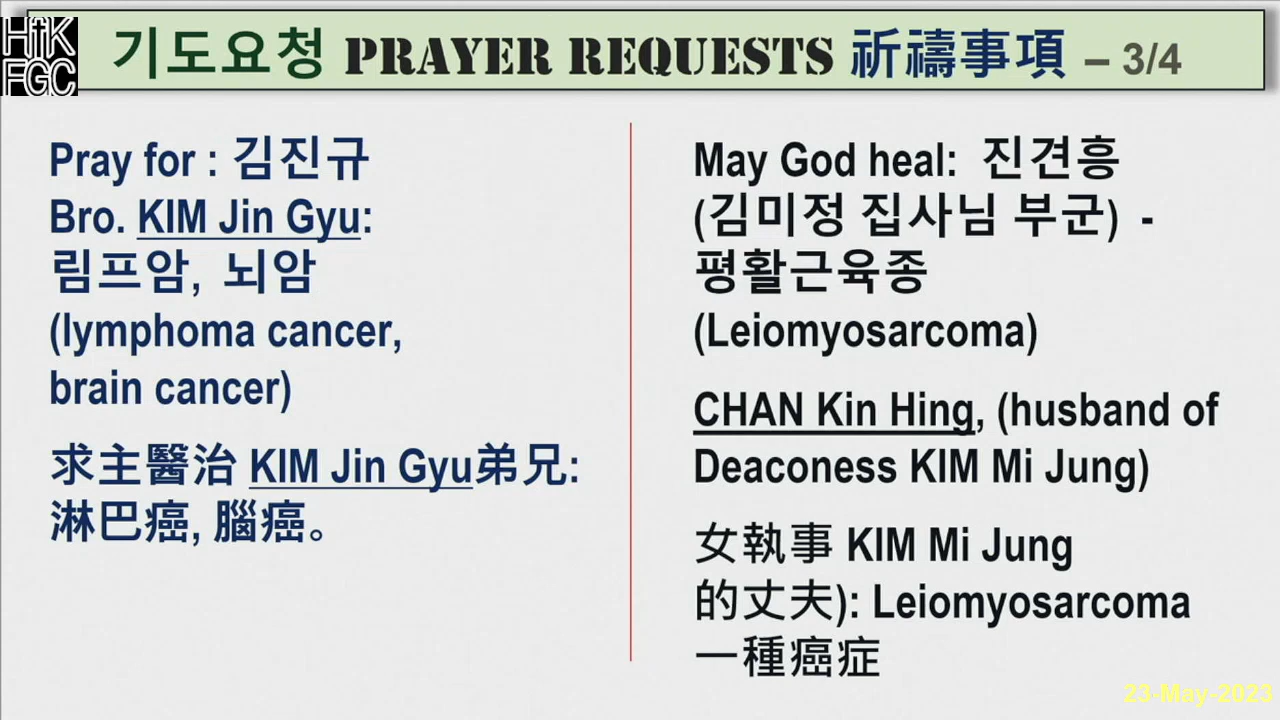 HfK
FGC
기도요청 PRAYER REQUESTS 祈禱事項 – 3/4
Pray for : 김진규
Bro. KIM Jin Gyu:
림프암, 뇌암
(lymphoma cancer,
brain cancer)
求主醫治 KIM Jin Gyu弟兄:
淋巴癌, 腦癌。
May God heal: 진견흥
(김미정 집사님 부군) -
평활근육종
(Leiomyosarcoma)
CHAN Kin Hing, (husband of
Deaconess KIM Mi Jung)
女執事 KIM Mi Jung
的丈夫): Leiomyosarcoma
一種癌症
23-May-2023